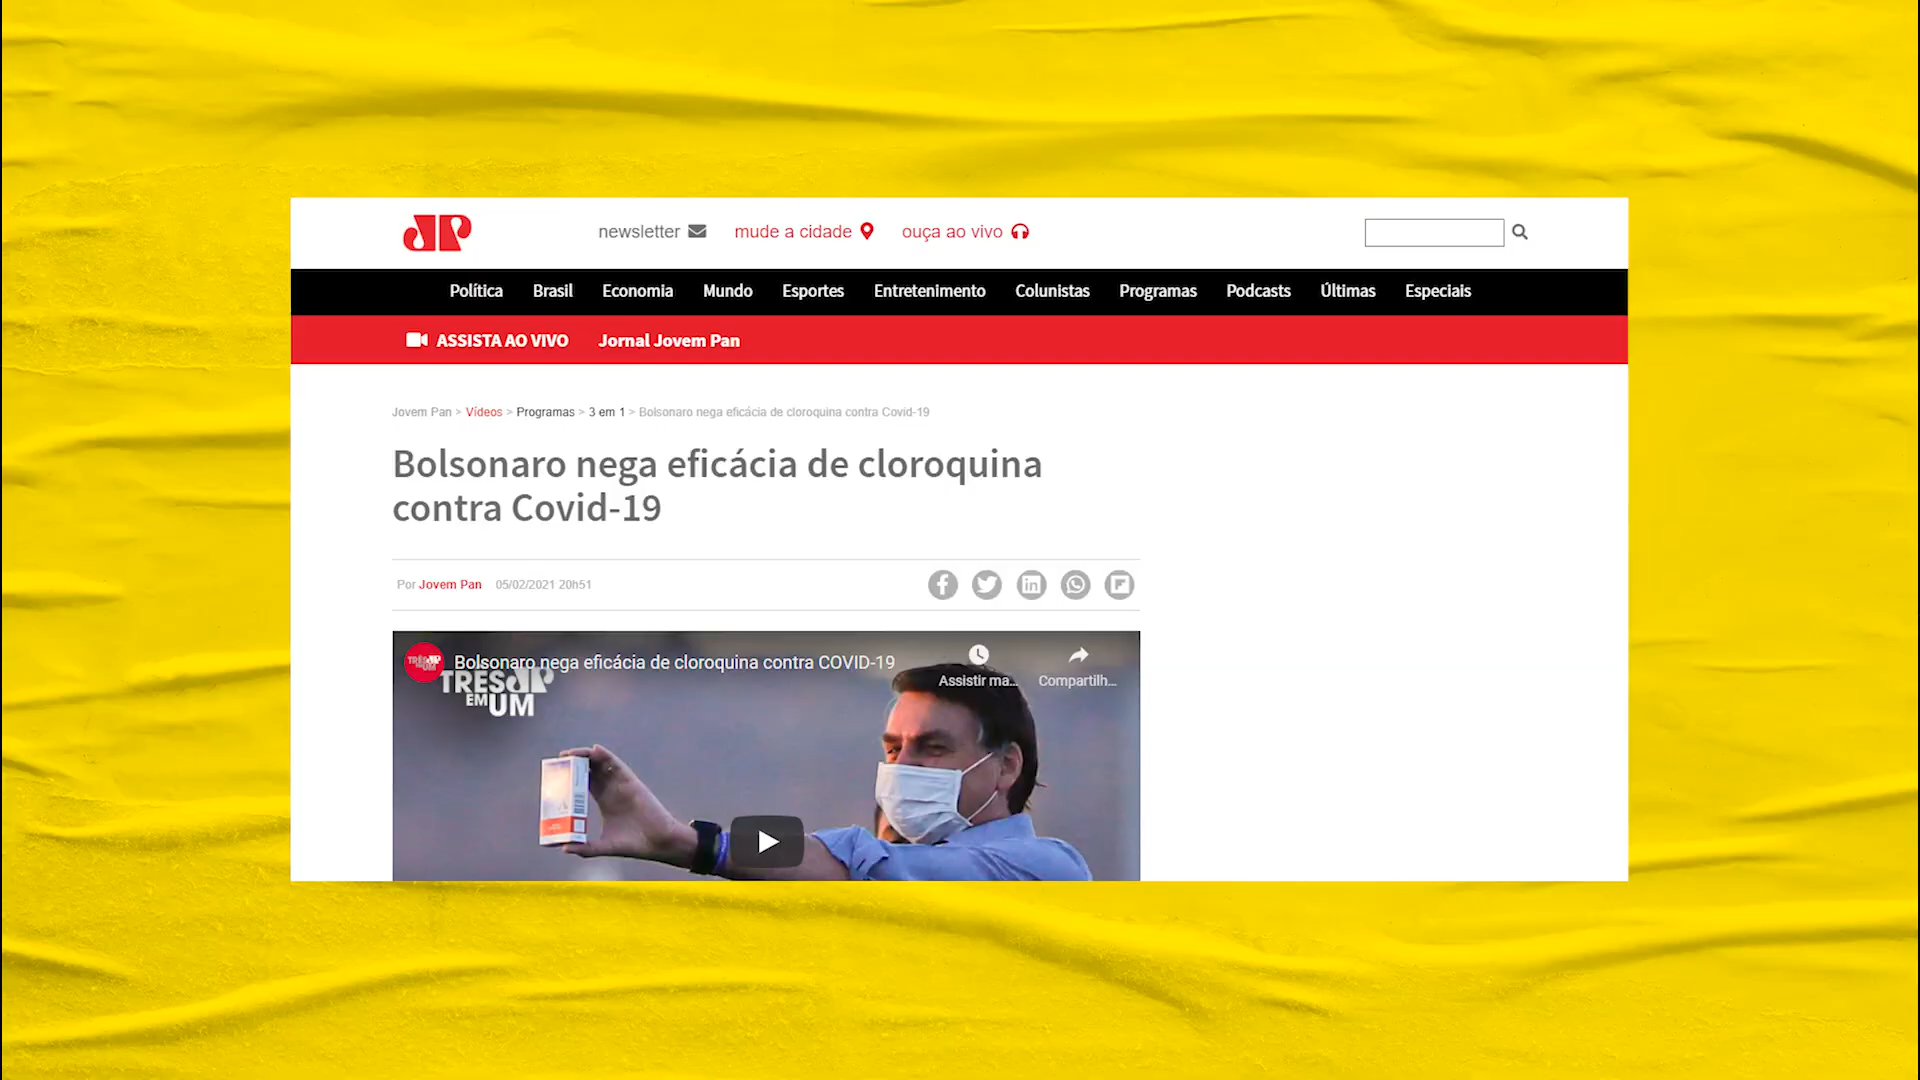 JP
newsletter
mude a cidade
ouça ao vivo
Política Brasil Economia Mundo Esportes Entretenimento Colunistas Programas Podcasts Últimas Especiais
ASSISTA AO VIVO Jornal Jovem Pan
Jovem Pan > Vídeos > Programas > 3 em 1 > Bolsonaro nega eficácia de cloroquina contra Covid-19
Bolsonaro nega eficácia de cloroquina
contra Covid-19
Por Jovem Pan 05/02/2021 20h51
Bolsonaro nega eficácia de cloroquina contra COVID-19
Assistir ma...
Compartilh...
TRÊS JP
EM UM